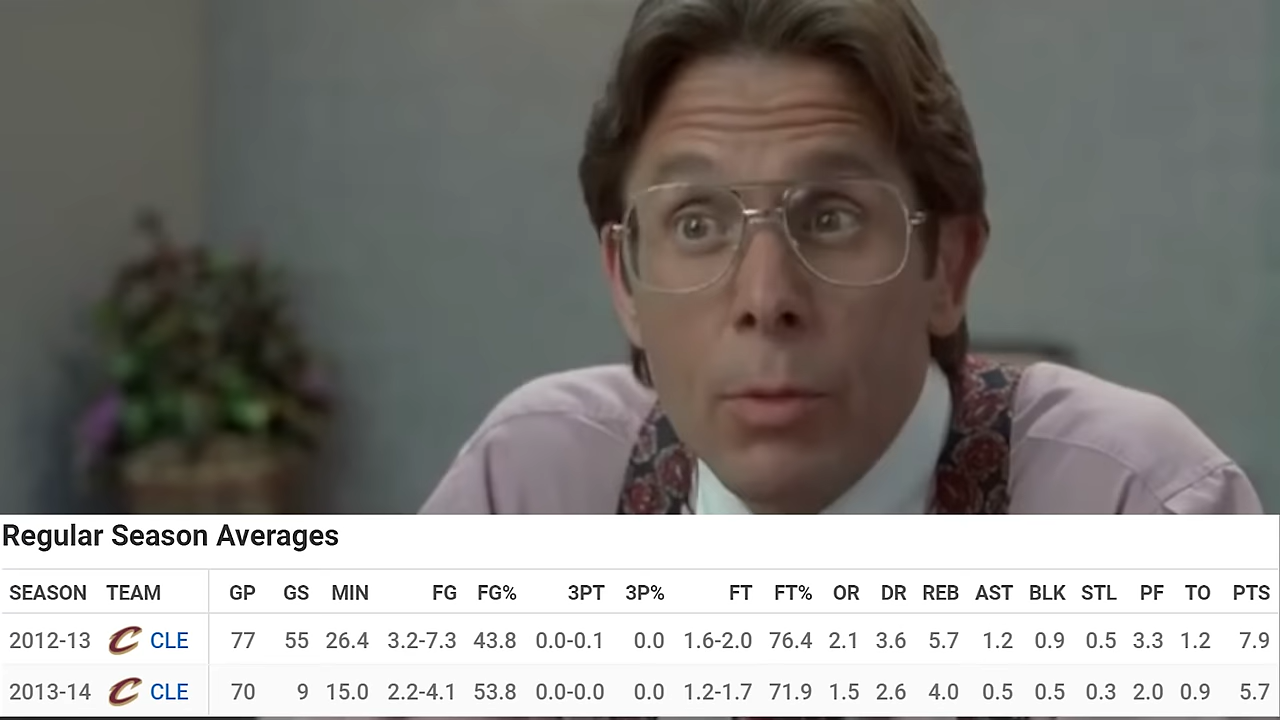 Regular Season Averages
SEASON TEAM GP GS MIN FG FG% 3PT 3P% FT FT% OR DR REB AST BLK STL PF TO PTS
2012-13 CLE 77 55 26.4 3.2-7.3 43.8 0.0-0.1 0.0 1.6-2.0 76.4 2.1 3.6 5.7 1.2 0.9 0.5 3.3 1.2 7.9
2013-14 CLE 70 9 15.0 2.2-4.1 53.8 0.0-0.0 0.0 1.2-1.7 71.9 1.5 2.6 4.0 0.5 0.5 0.3 2.0 0.9 5.7